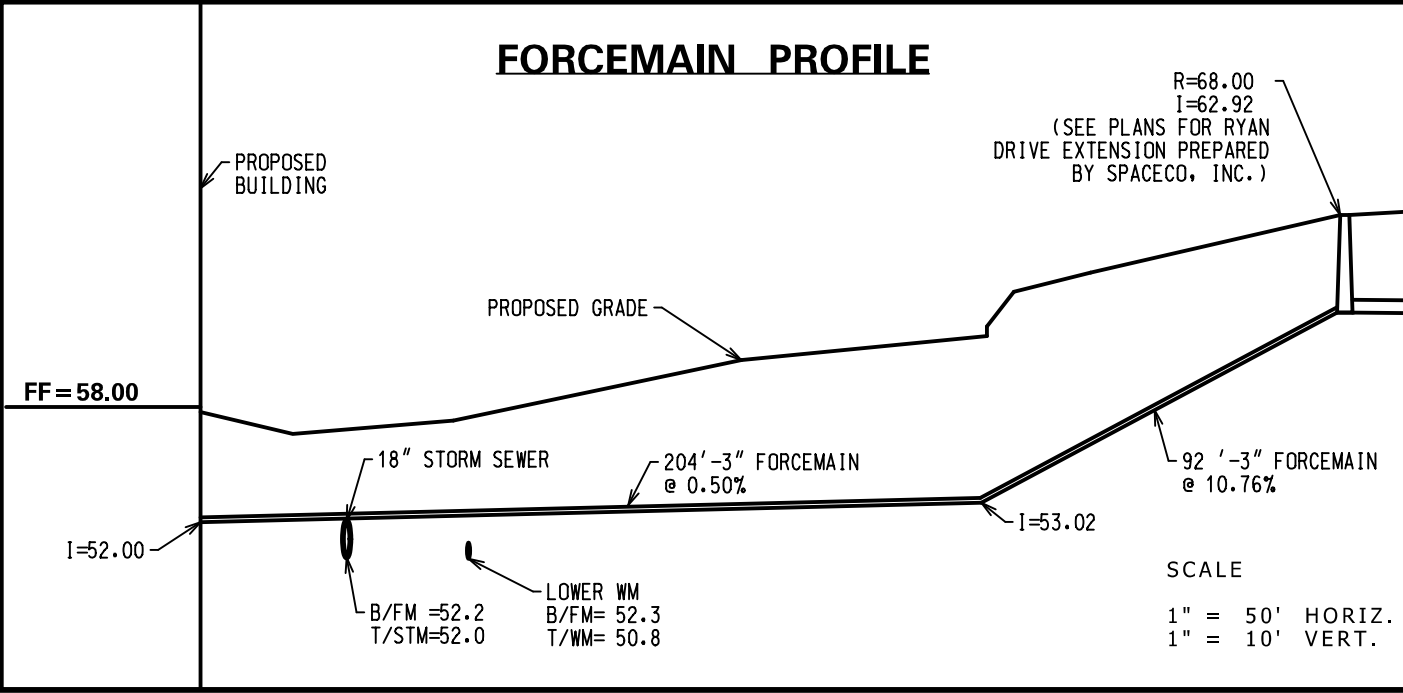 FORCEMAIN PROFILE
R=68.00
I=62.92
(SEE PLANS FOR RYAN
DRIVE EXTENSION PREPARED
BY SPACECO, INC.)
PROPOSED
BUILDING
PROPOSED GRADE
FF=58.00
18" STORM SEWER
204'-3" FORCEMAIN
@ 0.50%
92 '-3" FORCEMAIN
@ 10.76%
I=52.00
I=53.02
B/FM =52.2
T/STM=52.0
LOWER WM
B/FM= 52.3
T/WM= 50.8
SCALE
1" = 50' HORIZ.
1" = 10' VERT.